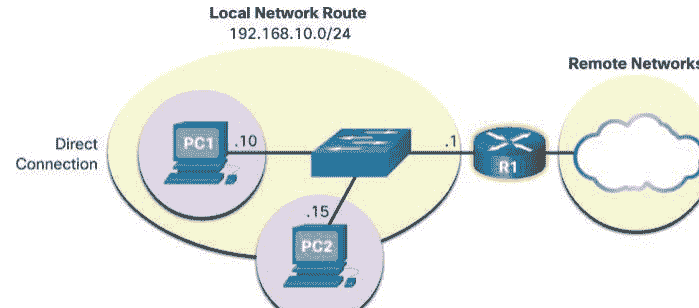 Local Network Route
192.168.10.0/24
Remote Networks
Direct
Connection
PC1
.10
.1
R1
.15
PC2